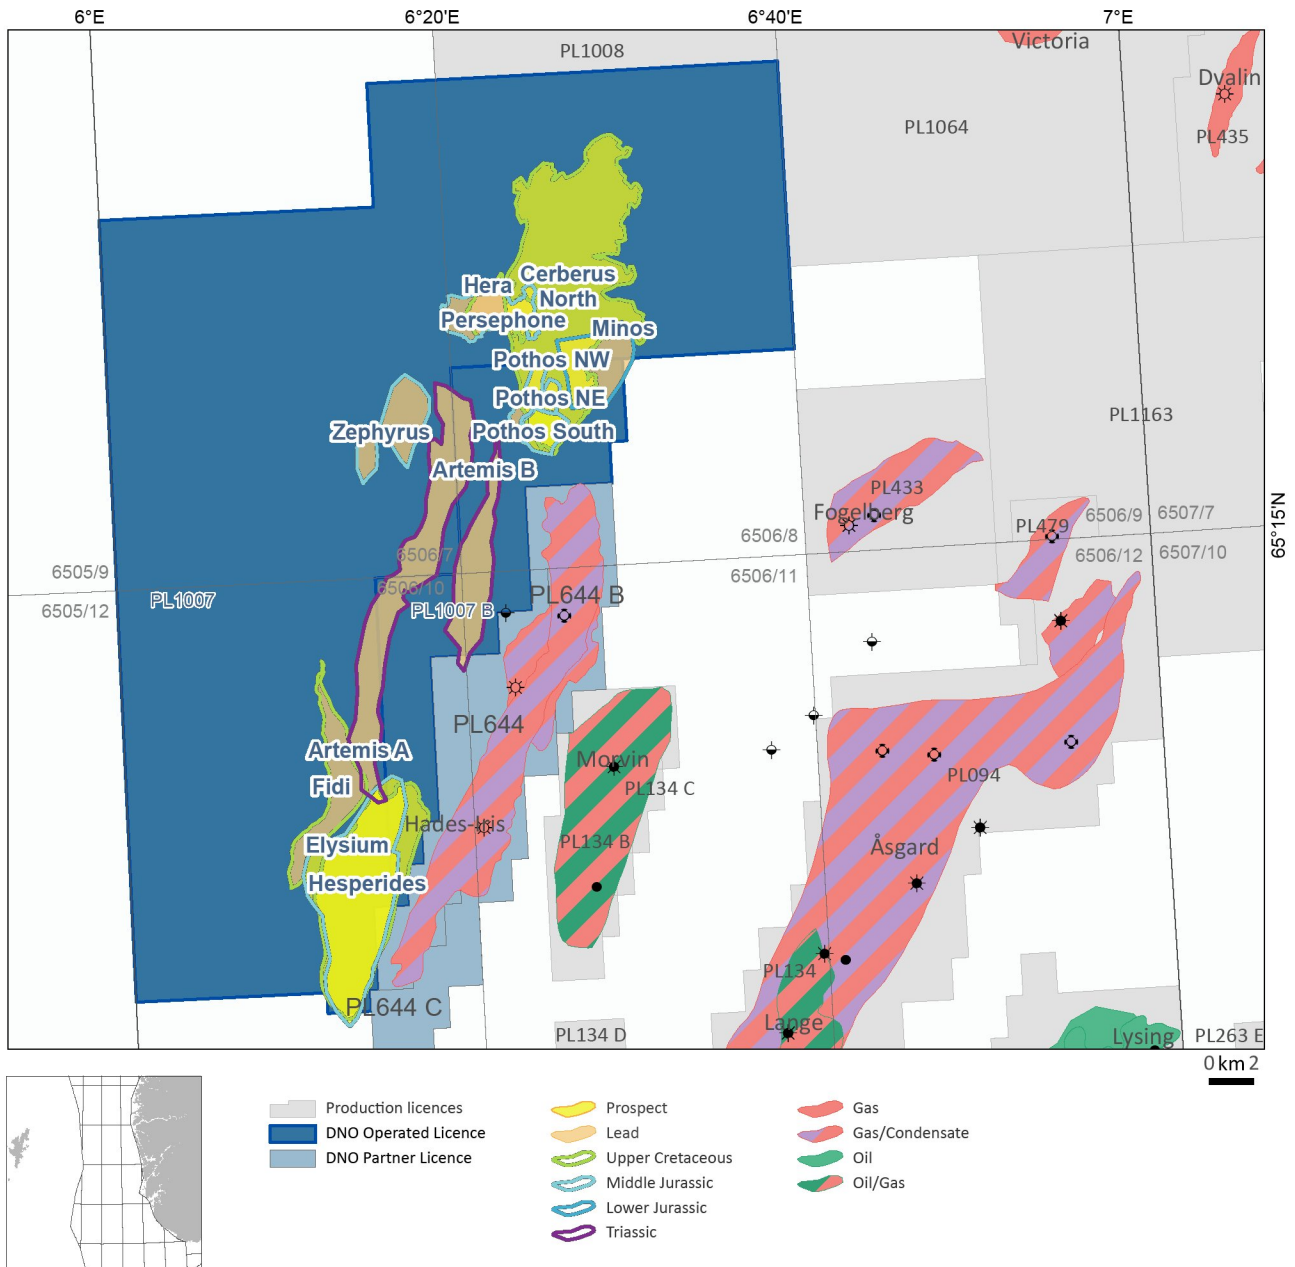 6°E
6°20'E
6°40'E
7°E
PL1008
Victoria
Dvalin
PL1064
PL435
Cerberus
Hera
North
Persephone
Minos
Pothos NW
Pothos NE
PL1163
Zephyrus
Pothos South
Artemis B
PL433
Fogelberg
PL479
6506/9
6507/7
65°15'N
6506/8
6506/7
6506/12
6507/10
6505/9
6506/11
6506/10
PL644 B
6505/12
PL1007
PL1007 B
PL644
Artemis A
Morvin
PL094
Fidi
PL134 C
Hades-Iris
Elysium
PL134 B
Åsgard
Hesperides
PL134
PL644 C
Lange
PL134 D
Lysing
PL263 E
0 km 2
Production licences
DNO Operated Licence
DNO Partner Licence
Prospect
Lead
Upper Cretaceous
Middle Jurassic
Lower Jurassic
Triassic
Gas
Gas/Condensate
Oil
Oil/Gas